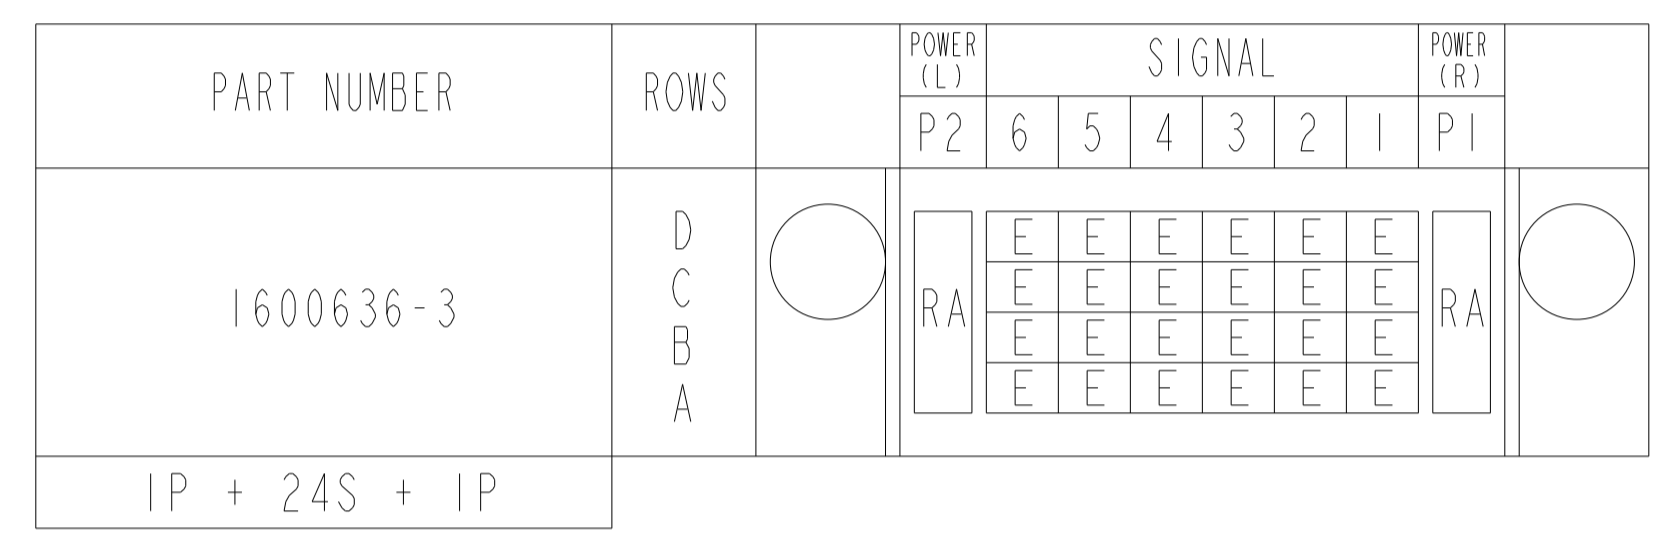 PART NUMBER ROWS POWER (L) SIGNAL POWER (R)
P2 6 5 4 3 2 1 P1
1600636-3
D E E E E E E
C E E E E E E
RA RA
B E E E E E E
A E E E E E E
1P + 24S + 1P